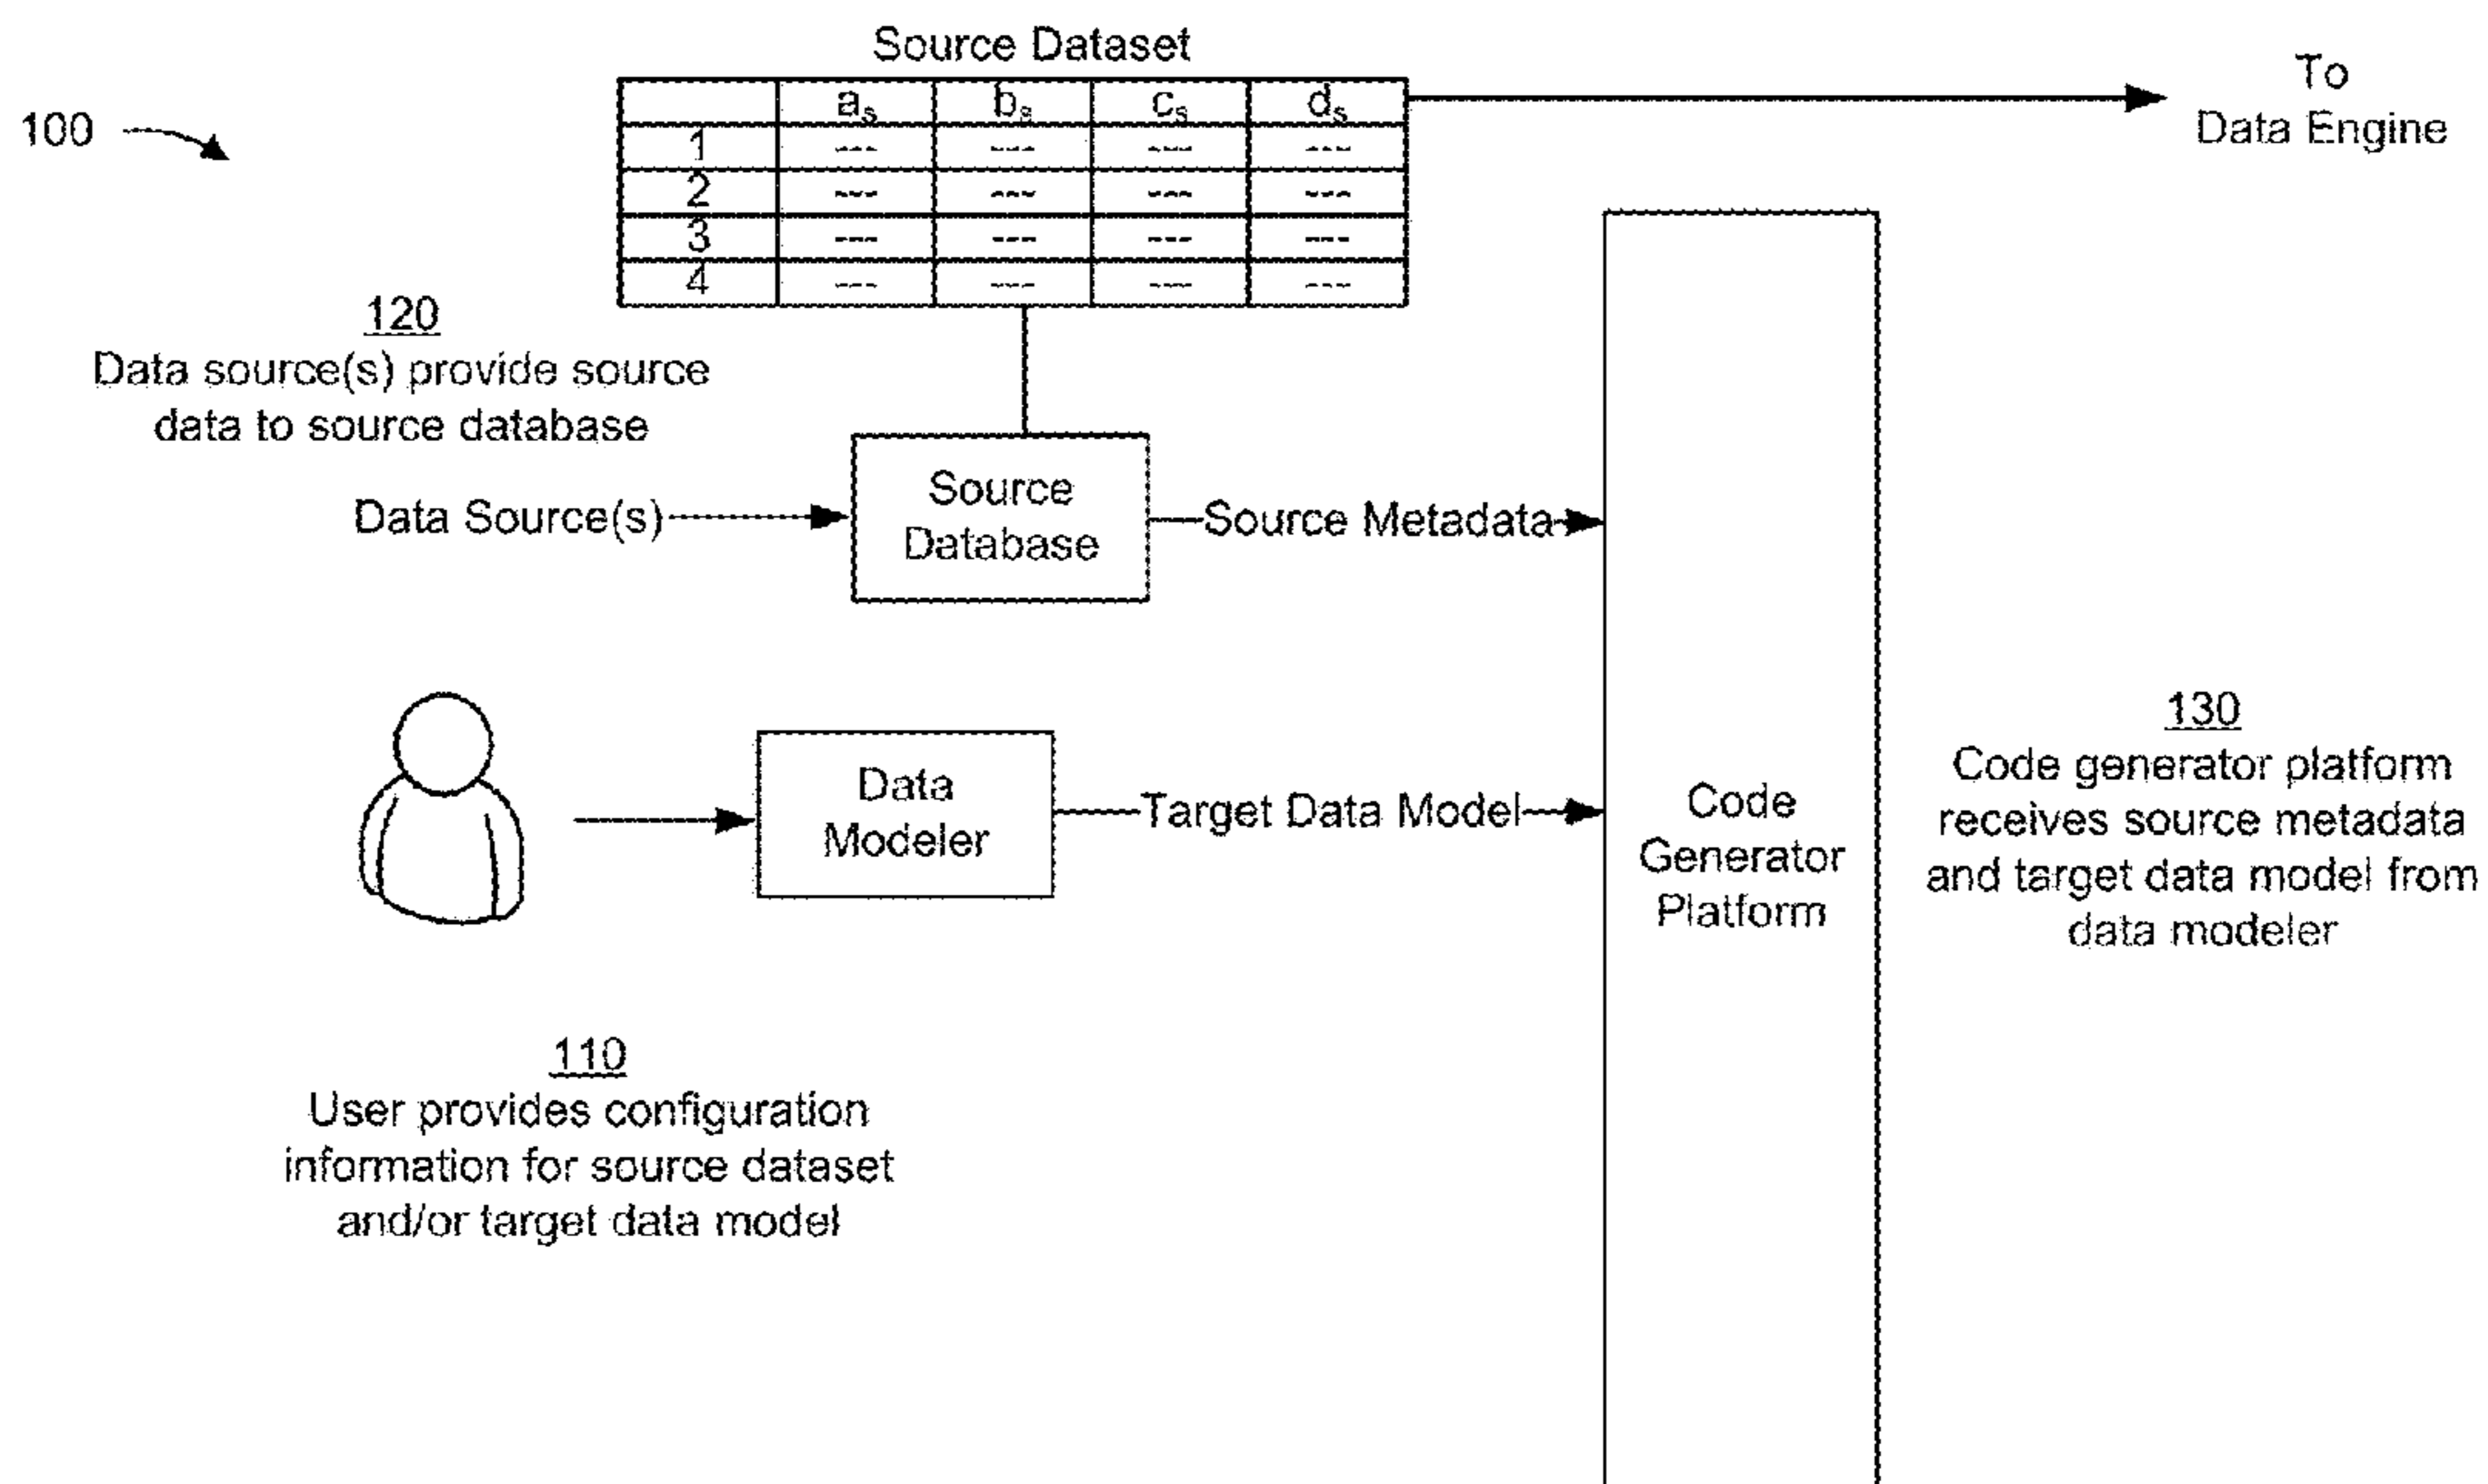 Source Dataset
To
Data Engine
100
as bs cs ds
1 --- --- --- ---
2 --- --- --- ---
3 --- --- --- ---
4 --- --- --- ---
120
Data source(s) provide source
data to source database
Data Source(s)
Source
Database
Source Metadata
Data
Modeler
Target Data Model
Code
Generator
Platform
130
Code generator platform
receives source metadata
and target data model from
data modeler
110
User provides configuration
information for source dataset
and/or target data model